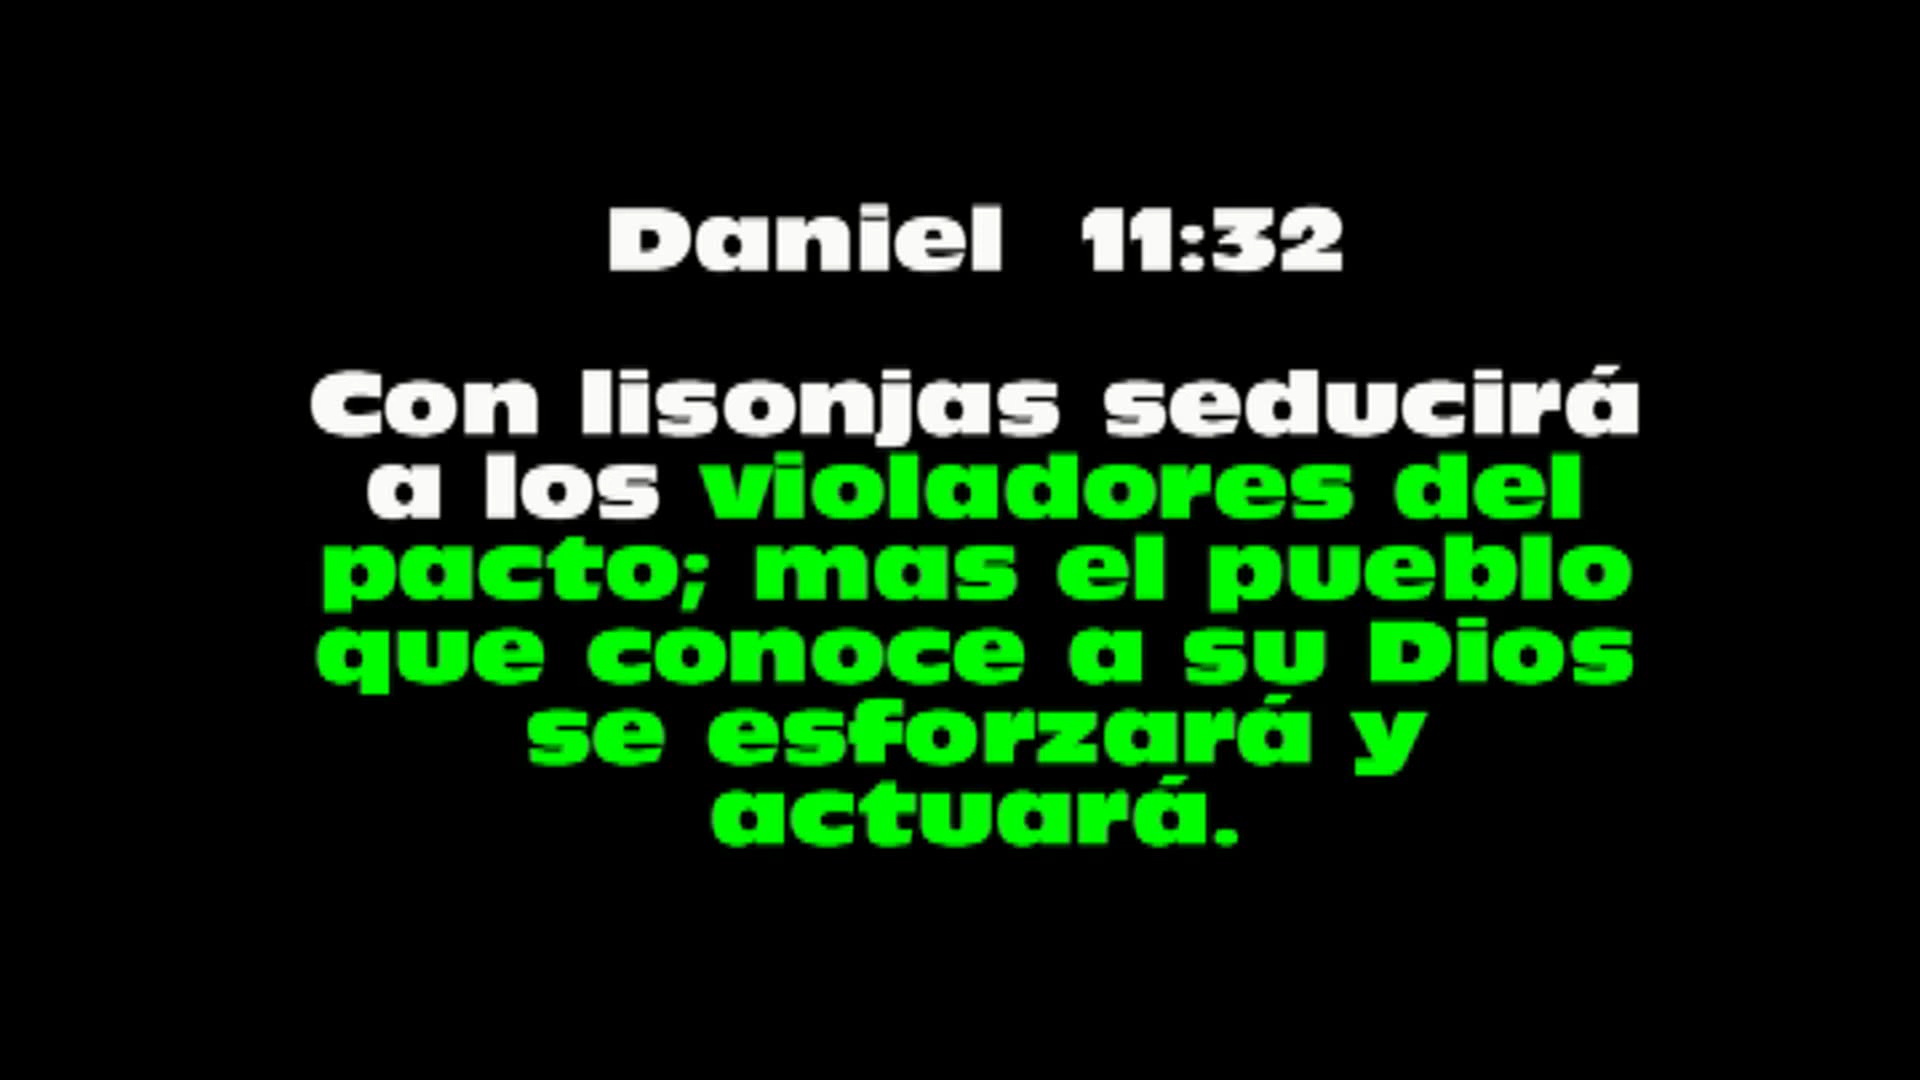 Daniel 11:32
Con lisonjas seducirá
a los violadores del
pacto; mas el pueblo
que conoce a su Dios
se esforzará y
actuará.